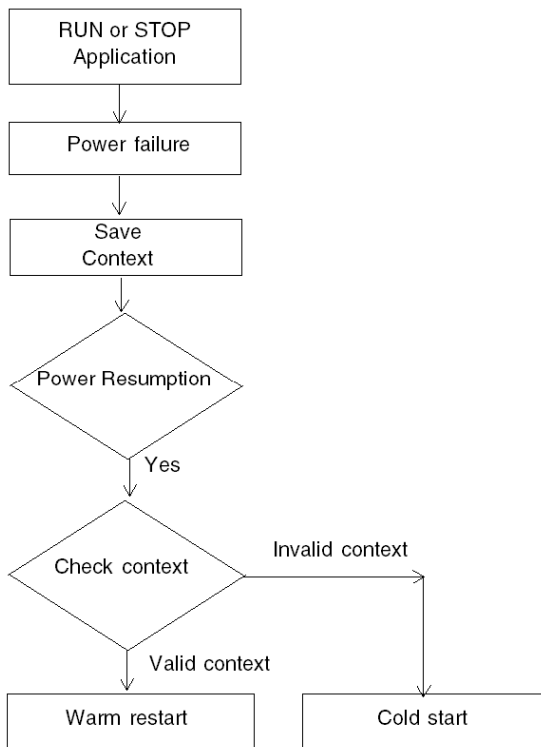 RUN or STOP
Application
Power failure
Save
Context
Power Resumption
Yes
Check context
Invalid context
Valid context
Warm restart
Cold start